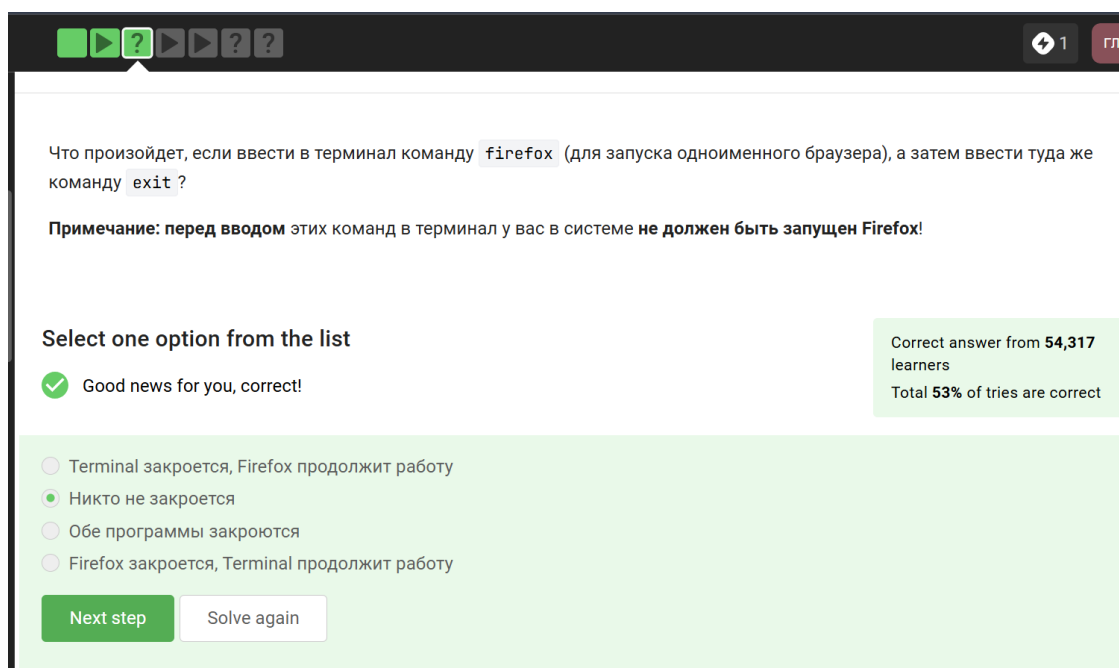 ? ? ? 1 ГЛ
Что произойдет, если ввести в терминал команду firefox (для запуска одноименного браузера), а затем ввести туда же
команду exit ?
Примечание: перед вводом этих команд в терминал у вас в системе не должен быть запущен Firefox!
Select one option from the list
Good news for you, correct!
Correct answer from 54,317
learners
Total 53% of tries are correct
Terminal закроется, Firefox продолжит работу
Никто не закроется
Обе программы закроются
Firefox закроется, Terminal продолжит работу
Next step
Solve again